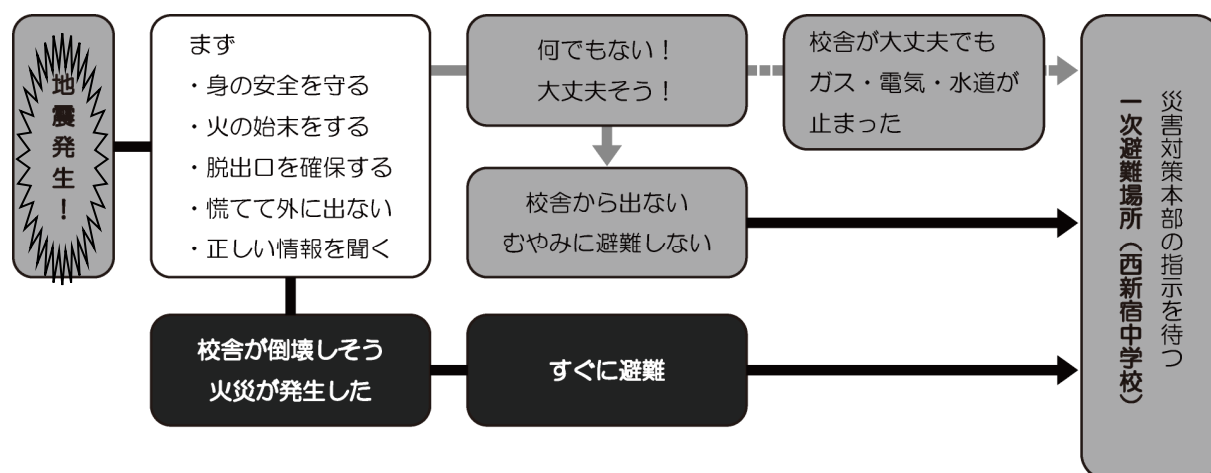 地震発生！
まず
・身の安全を守る
・火の始末をする
・脱出口を確保する
・慌てて外に出ない
・正しい情報を聞く
何でもない！
大丈夫そう！
校舎が大丈夫でも
ガス・電気・水道が
止まった
校舎から出ない
むやみに避難しない
校舎が倒壊しそう
火災が発生した
すぐに避難
災害対策本部の指示を待つ
一次避難場所（西新宿中学校）